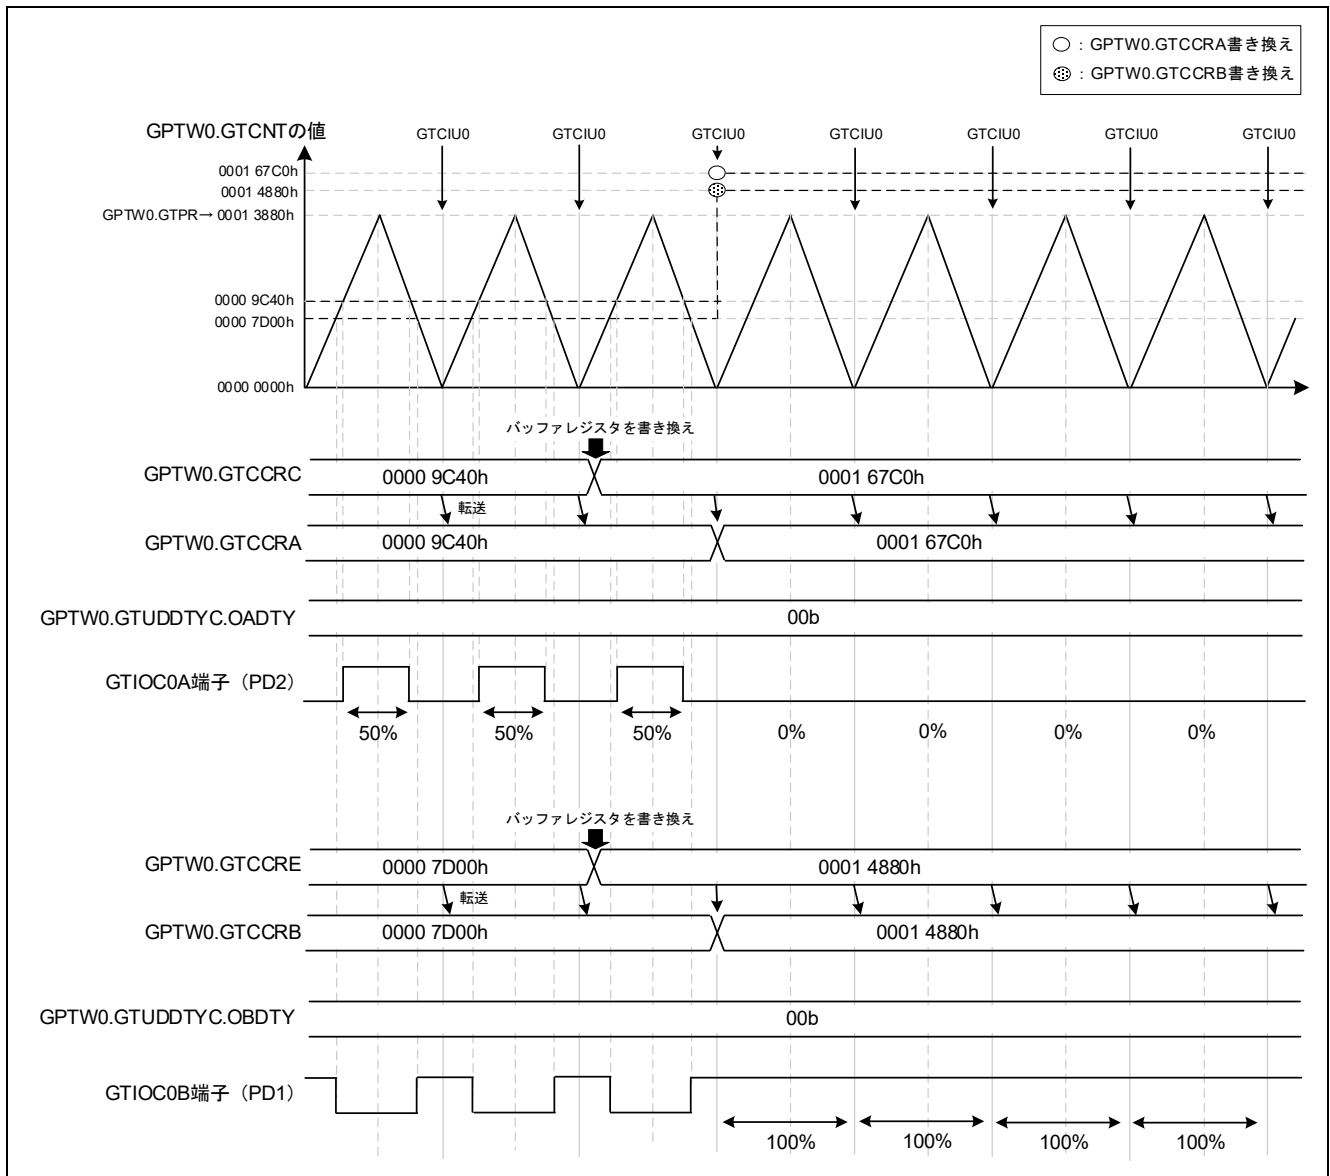 ○：GPTW0.GTCCRA書き換え
：GPTW0.GTCCRB書き換え
GPTW0.GTCNTの値
GTCIU0 GTCIU0 GTCIU0 GTCIU0 GTCIU0 GTCIU0 GTCIU0
0001 67C0h
0001 4880h
GPTW0.GTPR→ 0001 3880h
0000 9C40h
0000 7D00h
0000 0000h
バッファレジスタを書き換え
GPTW0.GTCCRC 0000 9C40h 0001 67C0h
転送
GPTW0.GTCCRA 0000 9C40h 0001 67C0h
GPTW0.GTUDDTYC.OADTY 00b
GTIOC0A端子（PD2）
50% 50% 50% 0% 0% 0% 0%
バッファレジスタを書き換え
GPTW0.GTCCRE 0000 7D00h 0001 4880h
転送
GPTW0.GTCCRB 0000 7D00h 0001 4880h
GPTW0.GTUDDTYC.OBDTY 00b
GTIOC0B端子（PD1）
100% 100% 100% 100%